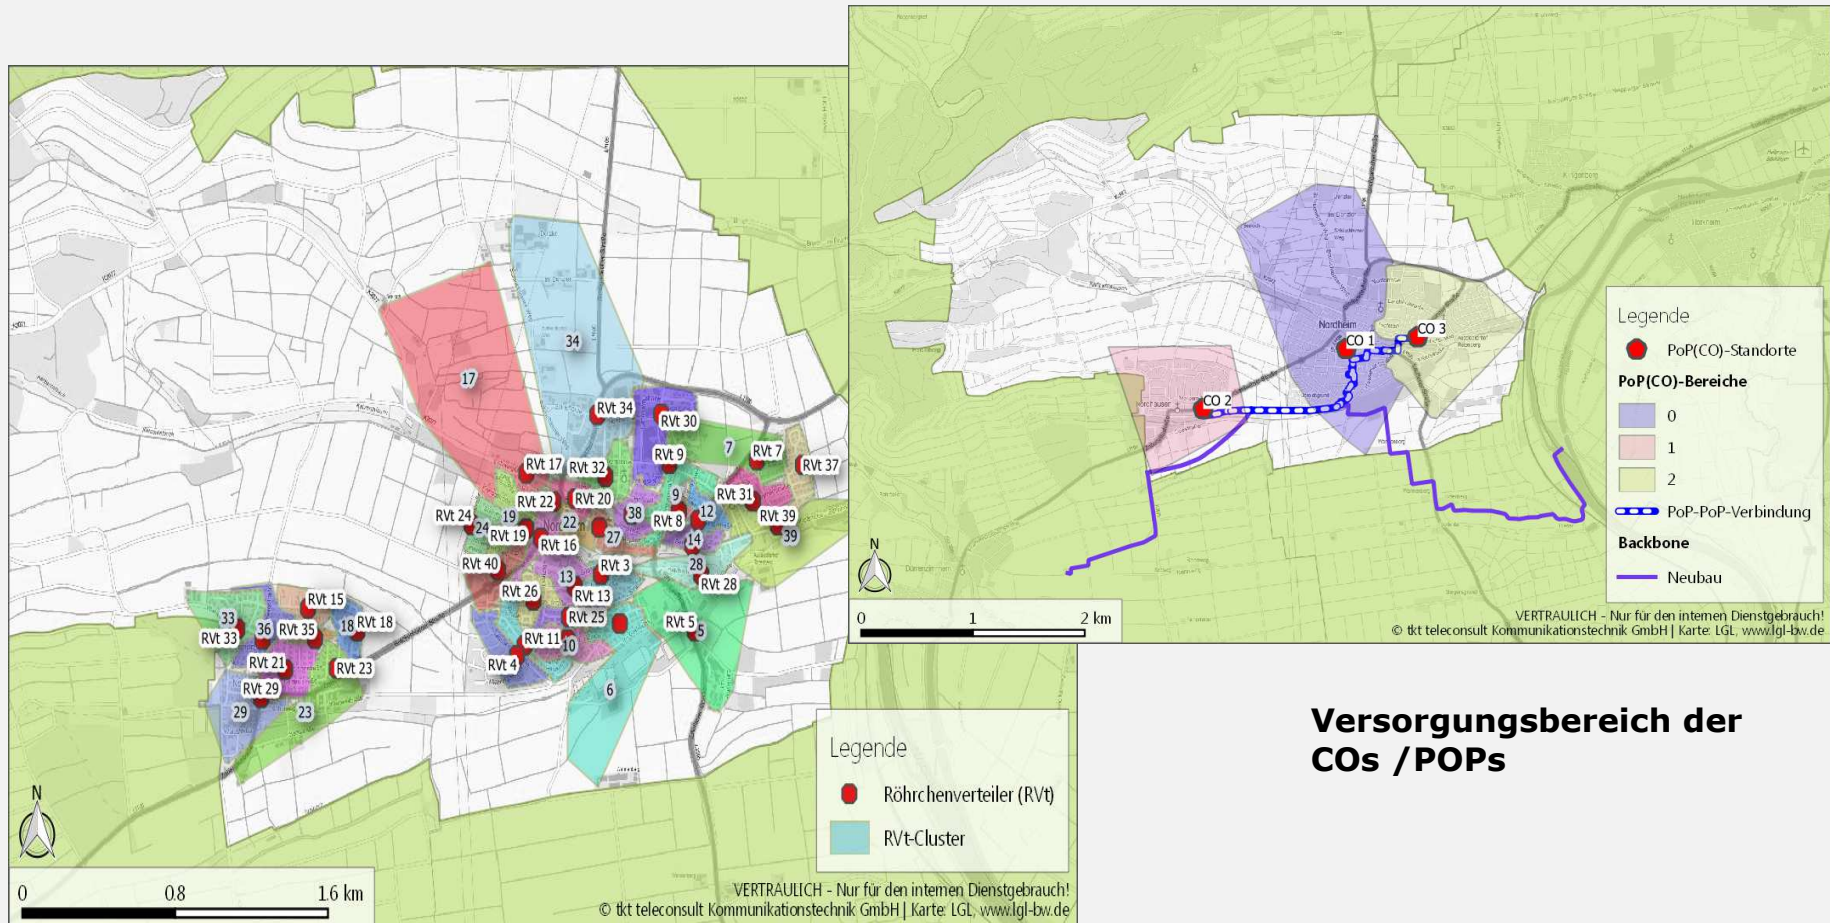 34
17
RVt 34
RVt 30
7
RVt 7
RVt 9
RVt 37
RVt 17
RVt 32
RVt 22
RVt 20
9
RVt 31
RVt 24
24
19
22
38
RVt 8
12
RVt 39
39
RVt 19
27
14
RVt 16
RVt 40
13
RVt 3
28
RVt 28
RVt 26
RVt 13
RVt 15
33
RVt 33
36
RVt 35
18
RVt 18
RVt 25
RVt 5
5
RVt 11
10
RVt 4
RVt 21
RVt 23
RVt 29
29
23
6
N
0 0.8 1.6 km
Legende
Röhrchenverteiler (RVt)
RVt-Cluster
VERTRAULICH - Nur für den internen Dienstgebrauch!
© tkt teleconsult Kommunikationstechnik GmbH | Karte: LGL, www.lgl-bw.de
Nordheim
CO 1
CO 3
CO 2
N
0 1 2 km
Legende
PoP(CO)-Standorte
PoP(CO)-Bereiche
0
1
2
PoP-PoP-Verbindung
Backbone
Neubau
VERTRAULICH - Nur für den internen Dienstgebrauch!
© tkt teleconsult Kommunikationstechnik GmbH | Karte: LGL, www.lgl-bw.de
Versorgungsbereich der
COs /POPs